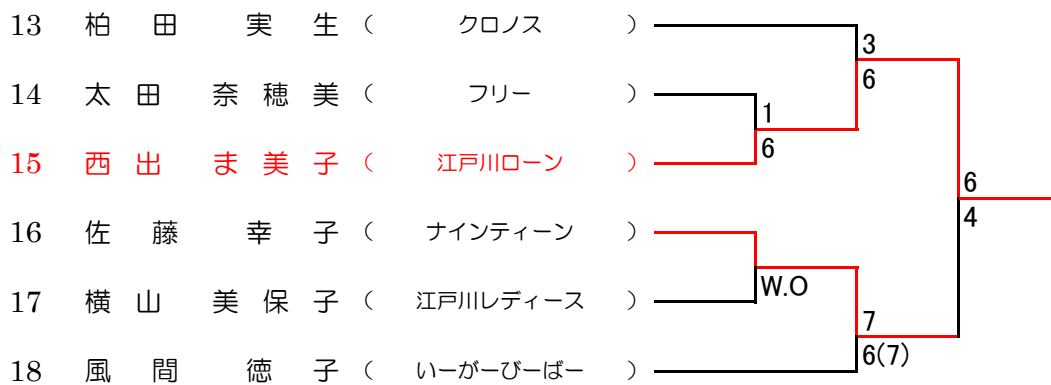 13 柏田 実生 ( クロノス )
3
14 太田 奈穂美 ( フリー )
6
1
15 西出 ま美子 ( 江戸川ローン )
6
6
16 佐藤 幸子 ( ナインティーン )
4
17 横山 美保子 ( 江戸川レディース )
W.O
7
18 風間 徳子 ( いーがーびーばー )
6(7)